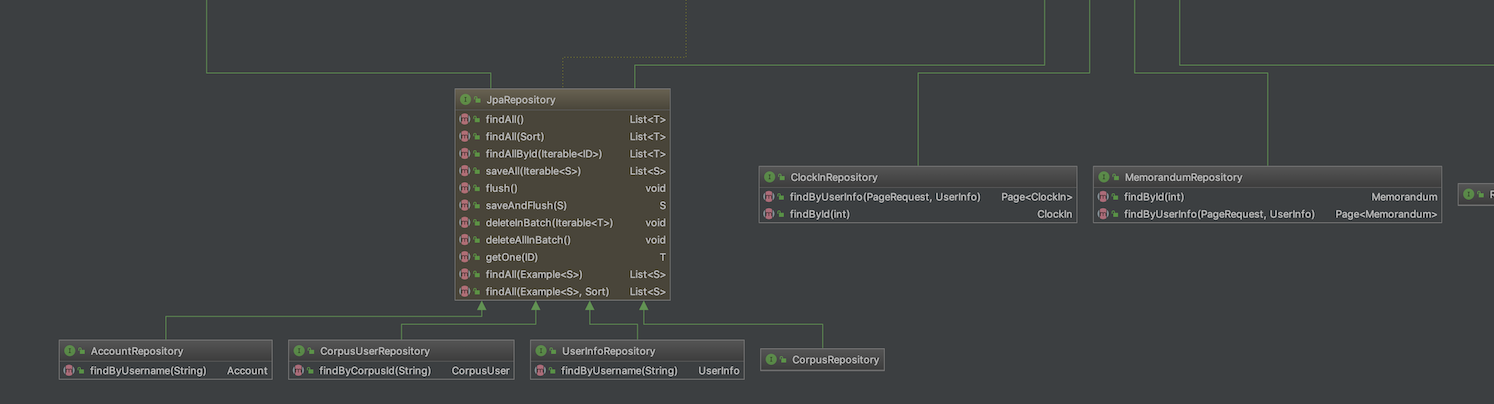 JpaRepository
findAll() List<T>
findAll(Sort) List<T>
findAllById(Iterable<ID>) List<T>
saveAll(Iterable<S>) List<S>
flush() void
saveAndFlush(S) S
deleteInBatch(Iterable<T>) void
deleteAllInBatch() void
getOne(ID) T
findAll(Example<S>) List<S>
findAll(Example<S>, Sort) List<S>
ClockInRepository
findByUserInfo(PageRequest, UserInfo) Page<ClockIn>
findById(int) ClockIn
MemorandumRepository
findById(int) Memorandum
findByUserInfo(PageRequest, UserInfo) Page<Memorandum>
AccountRepository
findByUsername(String) Account
CorpusUserRepository
findByCorpusId(String) CorpusUser
UserInfoRepository
findByUsername(String) UserInfo
CorpusRepository